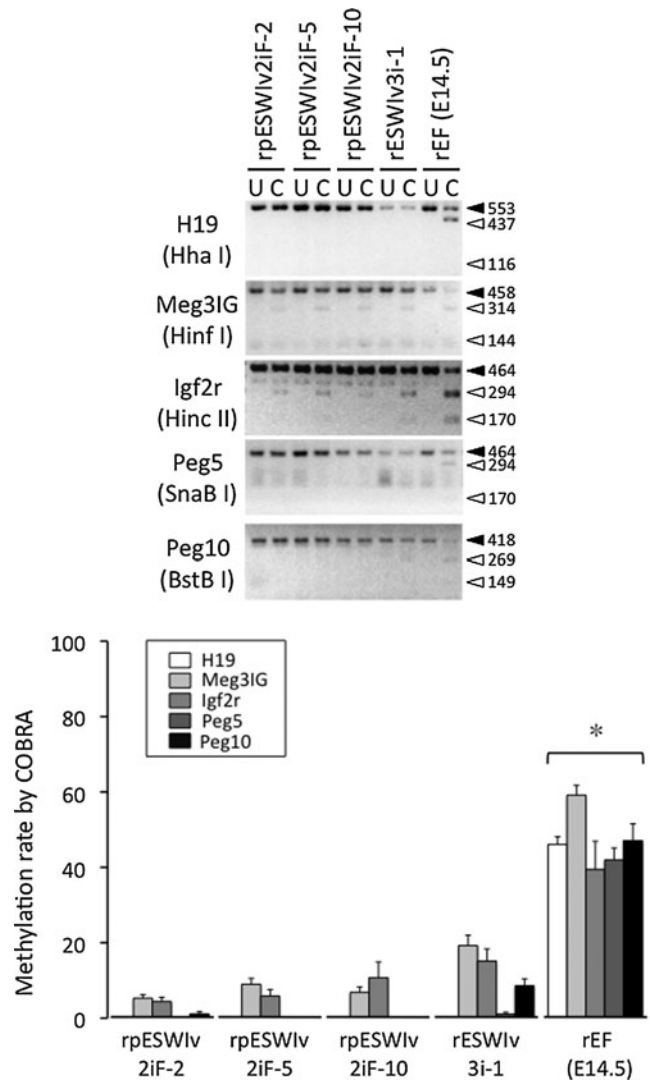 rpESWIv2iF-2
rpESWIv2iF-5
rpESWIv2iF-10
rESWIv3i-1
rEF (E14.5)
U C U C U C U C U C
H19
(Hha I)
553
437
116
Meg3IG
(Hinf I)
458
314
144
Igf2r
(Hinc II)
464
294
170
Peg5
(SnaB I)
464
294
170
Peg10
(BstB I)
418
269
149
Methylation rate by COBRA
100
80
60
40
20
0
H19
Meg3IG
Igf2r
Peg5
Peg10
*
rpESWIv
2iF-2
rpESWIv
2iF-5
rpESWIv
2iF-10
rESWIv
3i-1
rEF
(E14.5)